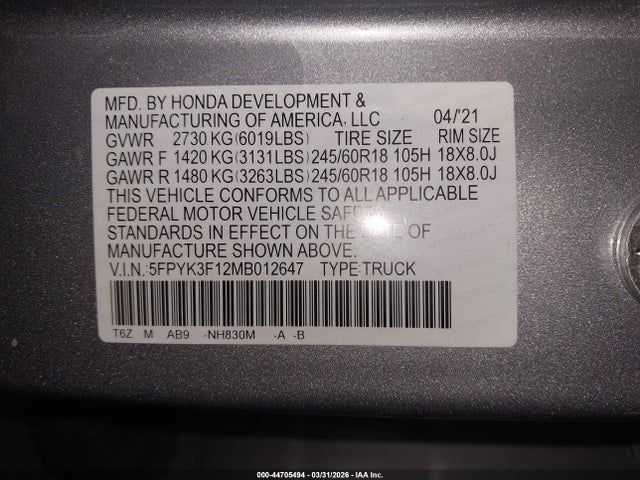 MFD. BY HONDA DEVELOPMENT &
MANUFACTURING OF AMERICA, LLC 04/'21
GVWR 2730 KG(6019LBS) TIRE SIZE RIM SIZE
GAWR F 1420 KG(3131LBS) 245/60R18 105H 18X8.0J
GAWR R 1480 KG(3263LBS) 245/60R18 105H 18X8.0J
THIS VEHICLE CONFORMS TO ALL APPLICABLE
FEDERAL MOTOR VEHICLE SAFE
STANDARDS IN EFFECT ON THE OF
MANUFACTURE SHOWN ABOVE.
V.I.N.:5FPYK3F12MB012647 TYPE:TRUCK
T6Z M AB9 -NH830M -A -B
000-44705494 - 03/31/2026 - IAA Inc.